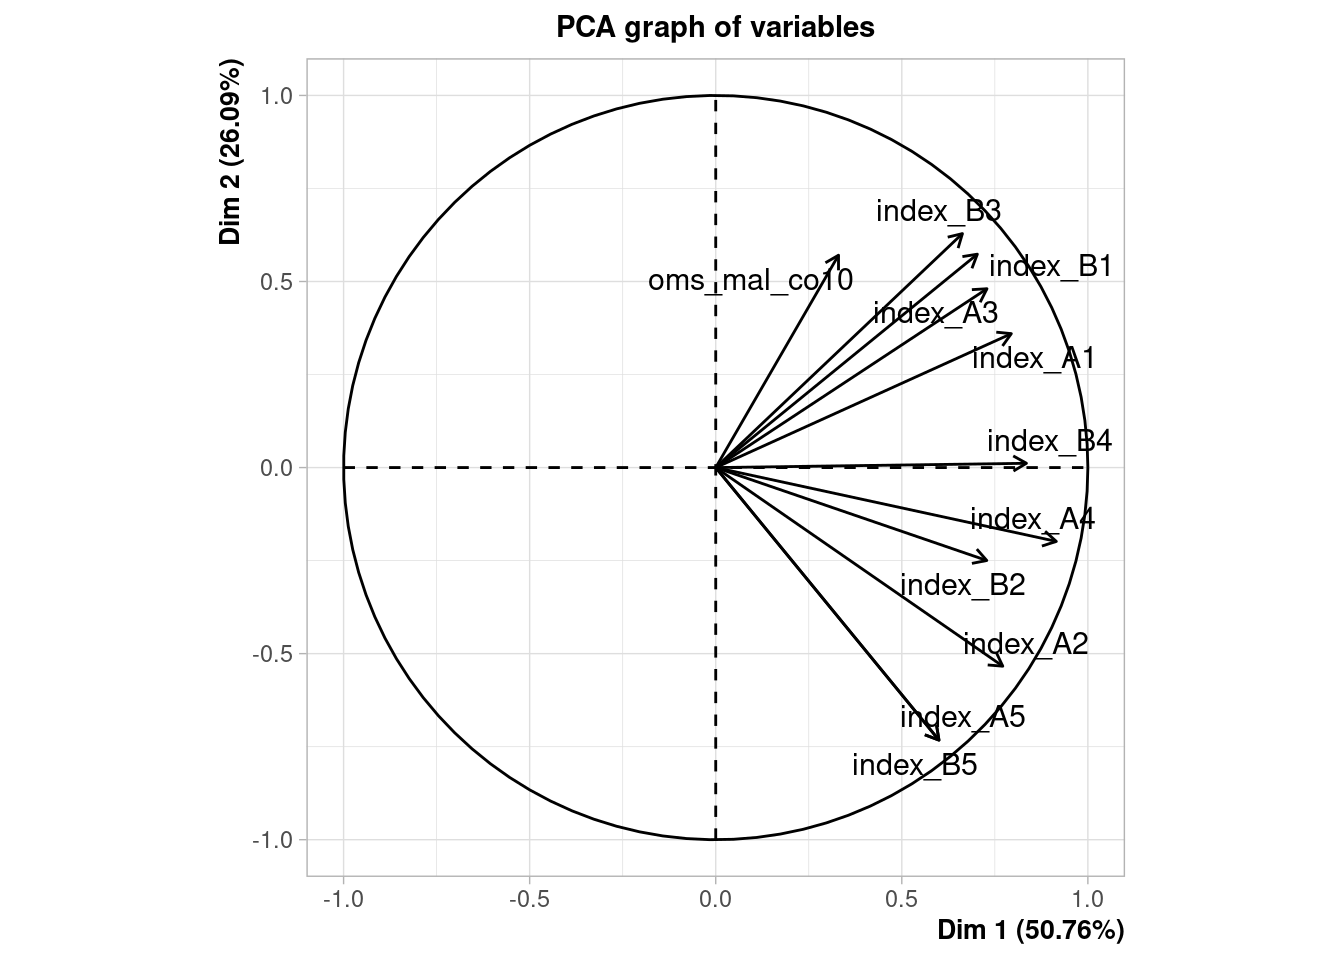 PCA graph of variables
Dim 2 (26.09%)
1.0
0.5
0.0
-0.5
-1.0
index_B3
index_B1
oms_mal_co10
index_A3
index_A1
index_B4
index_A4
index_B2
index_A2
index_A5
index_B5
-1.0
-0.5
0.0
0.5
1.0
Dim 1 (50.76%)